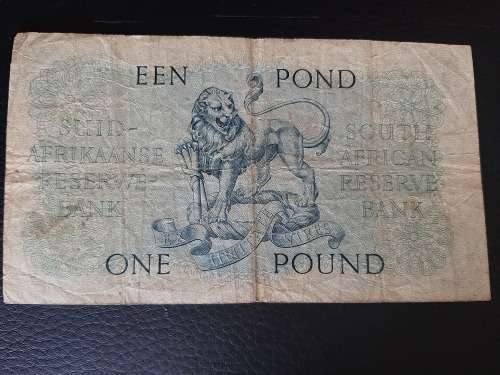 EEN POND
SUID-
AFRIKAANSE
RESERWE-
BANK
SOUTH
AFRICAN
RESERVE
BANK
ONE POUND